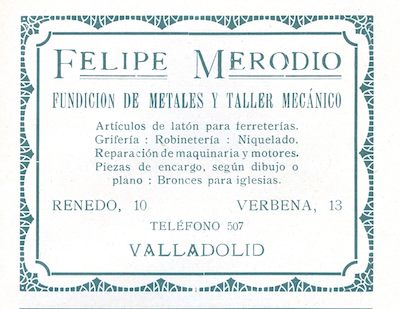 FELIPE MERODIO
FUNDICION DE METALES Y TALLER MECÁNICO
Artículos de latón para ferreterías.
Grifería : Robinetería : Niquelado.
Reparación de maquinaria y motores.
Piezas de encargo, según dibujo o
plano : Bronces para iglesias.
RENEDO, 10 VERBENA, 13
TELÉFONO 507
VALLADOLID